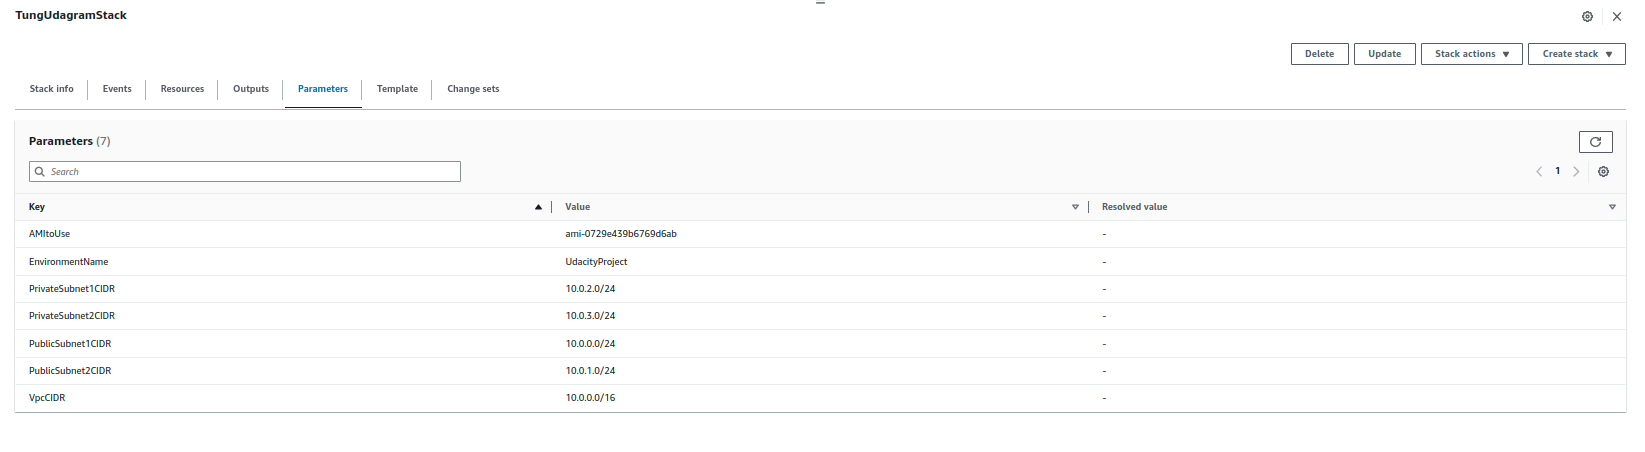 TungUdagramStack
Delete Update Stack actions Create stack
Stack info Events Resources Outputs Parameters Template Change sets
Parameters (7)
Search
1
Key Value Resolved value
AMItoUse ami-0729e439b6769d6ab -
EnvironmentName UdacityProject -
PrivateSubnet1CIDR 10.0.2.0/24 -
PrivateSubnet2CIDR 10.0.3.0/24 -
PublicSubnet1CIDR 10.0.0.0/24 -
PublicSubnet2CIDR 10.0.1.0/24 -
VpcCIDR 10.0.0.0/16 -